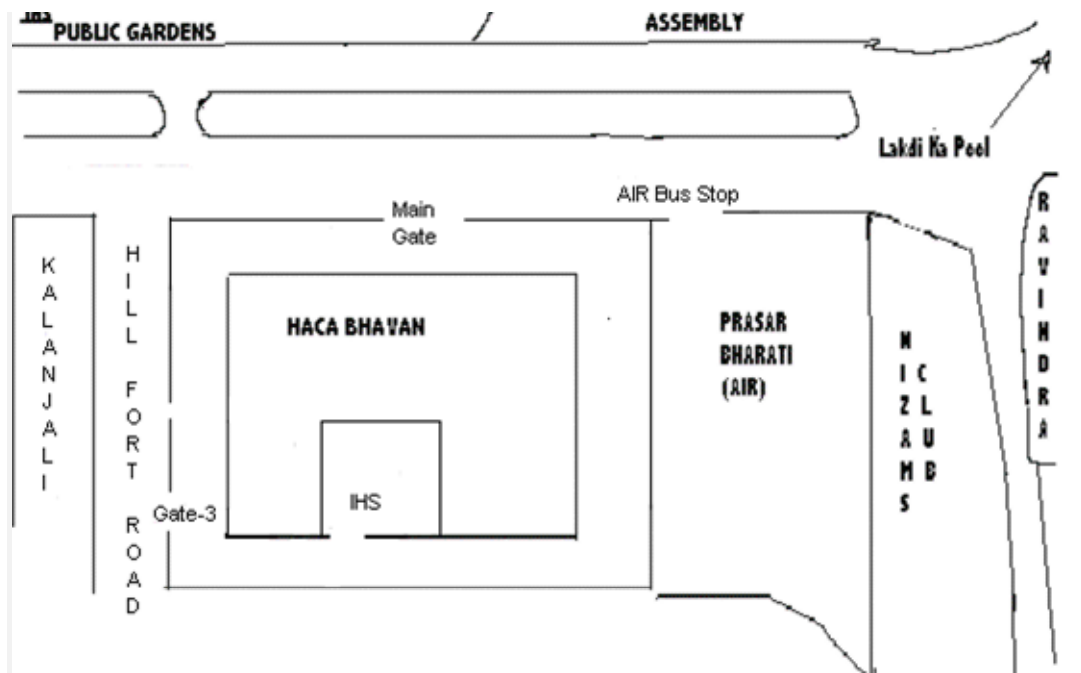 IHS
PUBLIC GARDENS
ASSEMBLY
Lakdi Ka Pool
AIR Bus Stop
Main
Gate
KALANJALI
HILL FORT ROAD
HACA BHAVAN
PRASAR
BHARATI
(AIR)
NIZAMS
CLUB
RAVINDRA
Gate-3
IHS